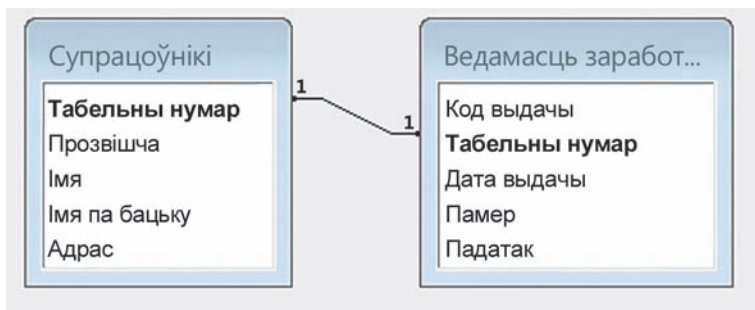 Супрацоўнікі
Табельны нумар
Прозвішча
Імя
Імя па бацьку
Адрас
1
1
Ведамасць заработ...
Код выдачы
Табельны нумар
Дата выдачы
Памер
Падатак